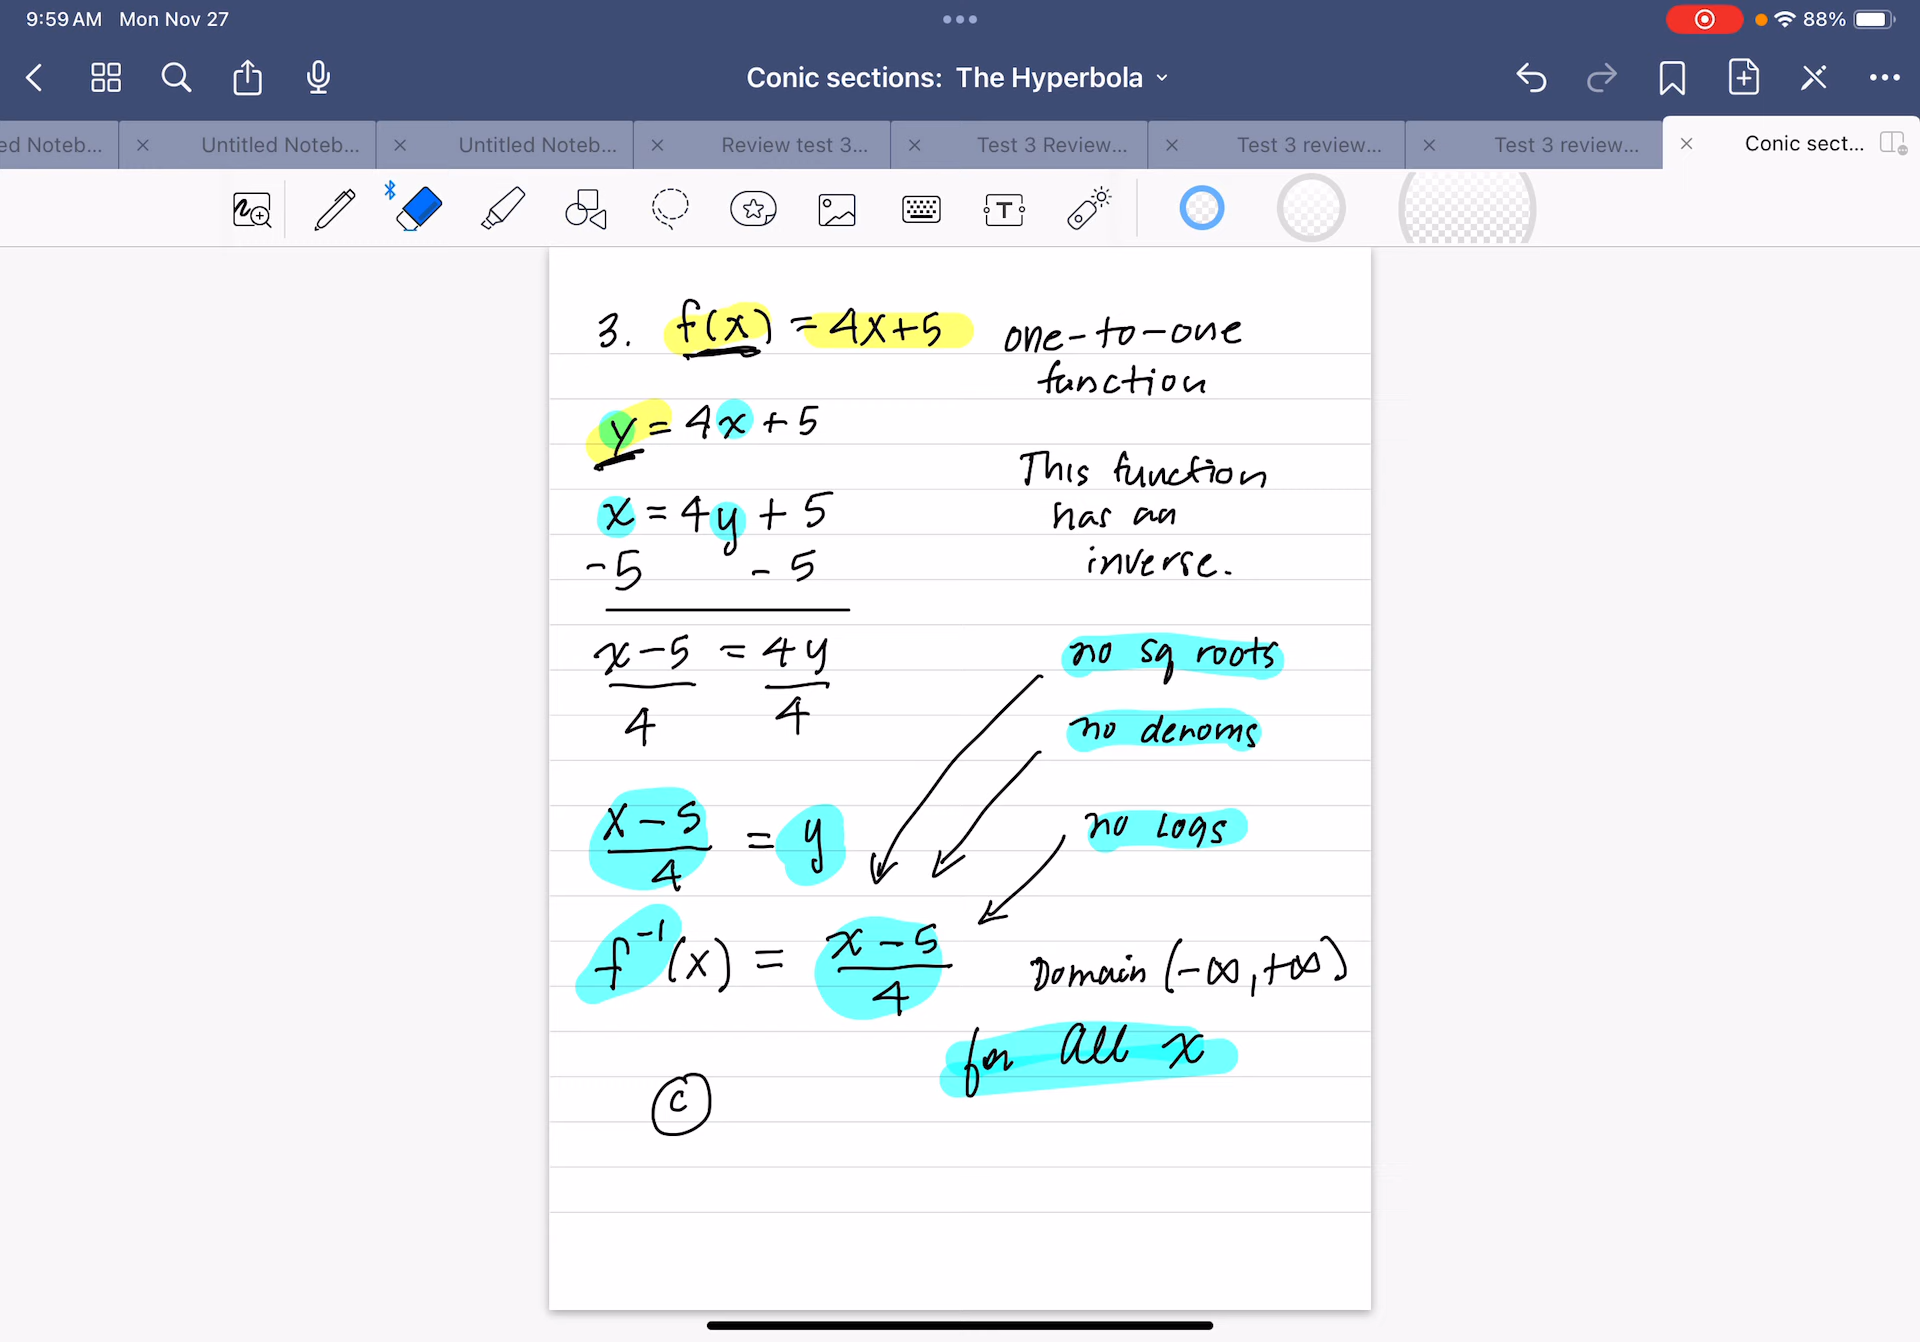 9:59 AM Mon Nov 27
88%
Conic sections: The Hyperbola
ed Noteb...
Untitled Noteb...
Untitled Noteb...
Review test 3...
Test 3 Review...
Test 3 review...
Test 3 review...
Conic sect...
T
3. f(x) = 4x+5 one-to-one
function
y = 4x + 5
This function
x = 4y + 5 has an
-5 - 5 inverse.
x-5 = 4y no sq roots
4 4
no denoms
x-5 = y no Logs
4
f⁻¹(x) = x-5 Domain (-∞,+∞)
4
for All x
C